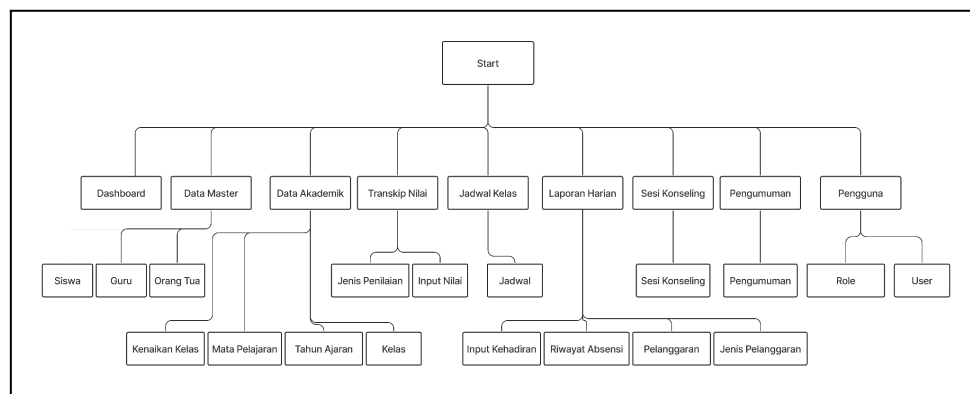 Start
Dashboard
Data Master
Data Akademik
Transkip Nilai
Jadwal Kelas
Laporan Harian
Sesi Konseling
Pengumuman
Pengguna
Siswa
Guru
Orang Tua
Jenis Penilaian
Input Nilai
Jadwal
Sesi Konseling
Pengumuman
Role
User
Kenaikan Kelas
Mata Pelajaran
Tahun Ajaran
Kelas
Input Kehadiran
Riwayat Absensi
Pelanggaran
Jenis Pelanggaran